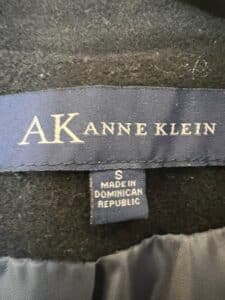 AK ANNE KLEIN
S
MADE IN
DOMINICAN
REPUBLIC